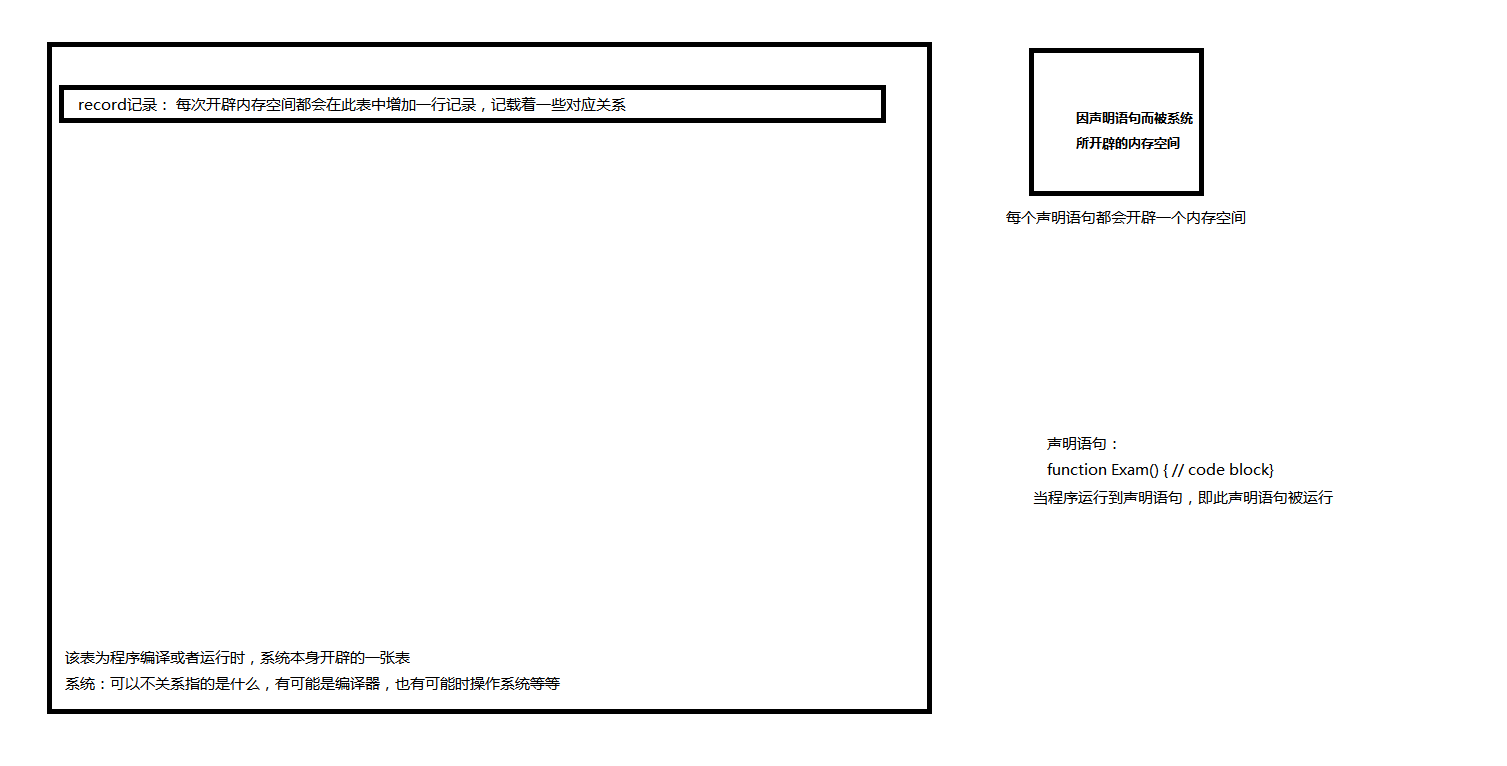 record记录： 每次开辟内存空间都会在此表中增加一行记录，记载着一些对应关系
因声明语句而被系统
所开辟的内存空间
每个声明语句都会开辟一个内存空间
声明语句：
function Exam() { // code block}
当程序运行到声明语句，即此声明语句被运行
该表为程序编译或者运行时，系统本身开辟的一张表
系统：可以不关系指的是什么，有可能是编译器，也有可能时操作系统等等